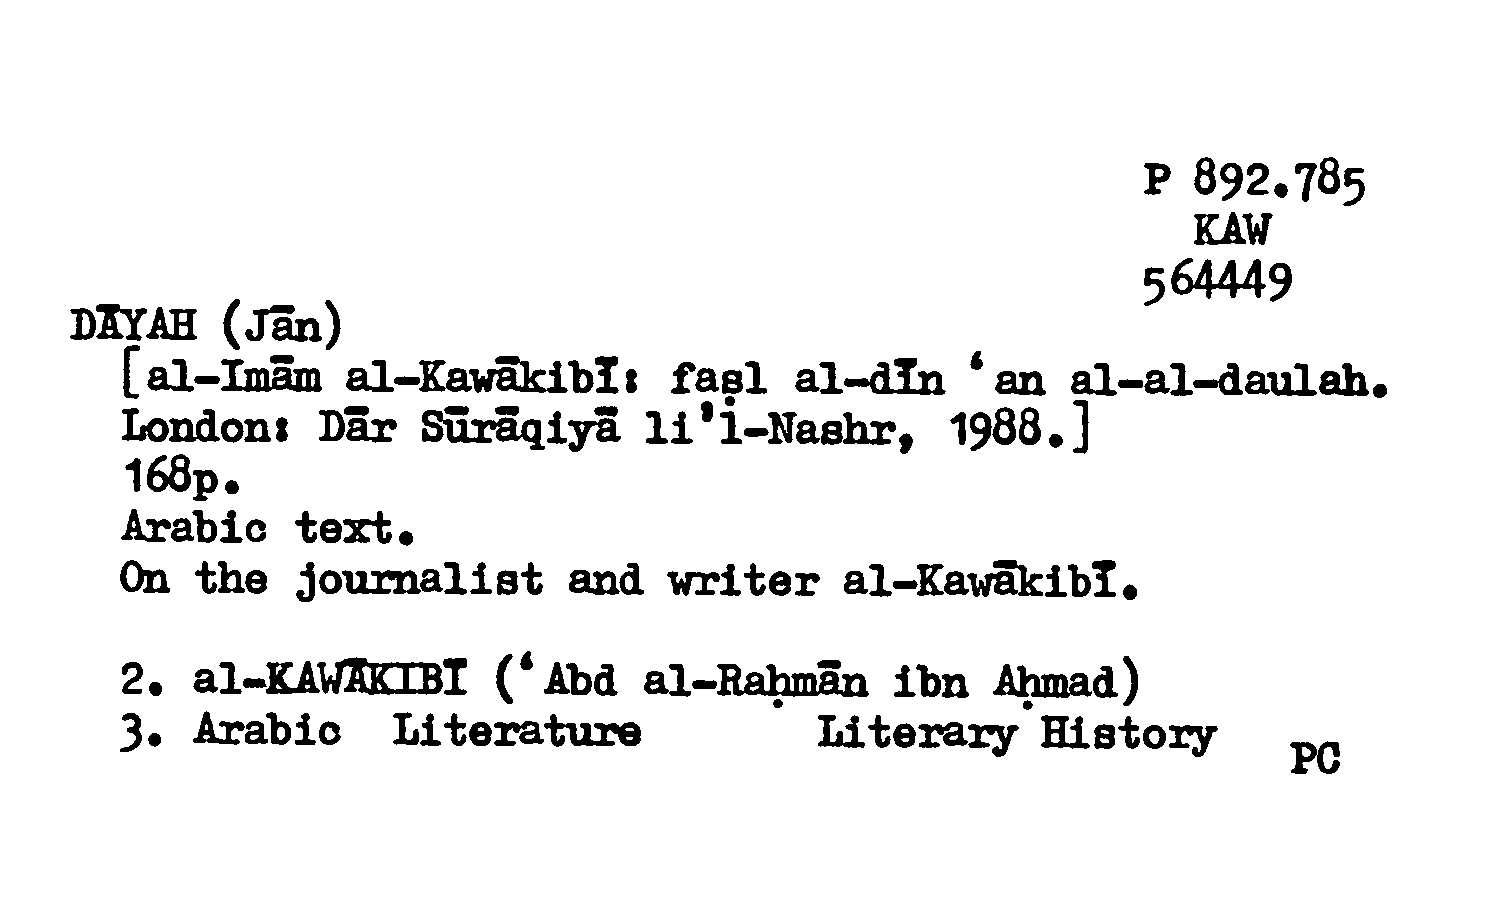 P 892.785
KAW
564449
DĀYAH (Jān)
[al-Imām al-Kawākibī: faṣl al-dīn ‘an al-al-daulah.
London: Dār Sūrāqiyā li'i-Nashr, 1988.]
168p.
Arabic text.
On the journalist and writer al-Kawākibī.
2. al-KAWĀKIBĪ (‘Abd al-Raḥmān ibn Aḥmad)
3. Arabic Literature Literary History
PC